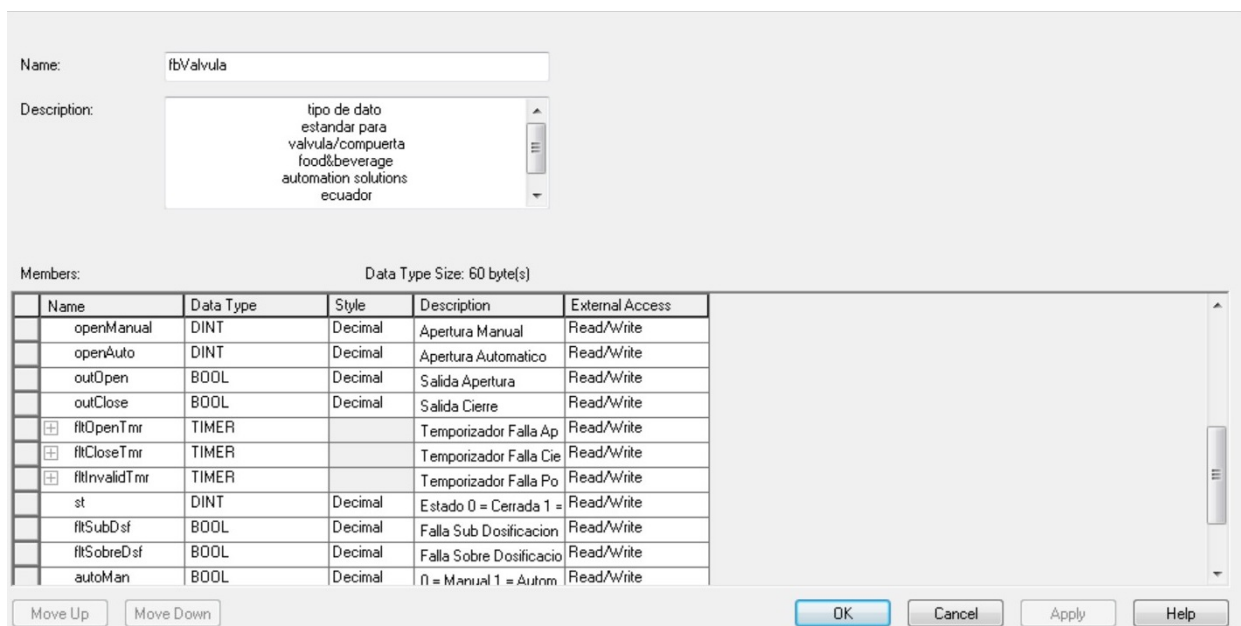 Name: fbValvula
Description: tipo de dato
estandar para
valvula/compuerta
food&beverage
automation solutions
ecuador
Members: Data Type Size: 60 byte(s)
Name Data Type Style Description External Access
openManual DINT Decimal Apertura Manual Read/Write
openAuto DINT Decimal Apertura Automatico Read/Write
outOpen BOOL Decimal Salida Apertura Read/Write
outClose BOOL Decimal Salida Cierre Read/Write
fltOpenTmr TIMER Temporizador Falla Ap Read/Write
fltCloseTmr TIMER Temporizador Falla Cie Read/Write
fltInvalidTmr TIMER Temporizador Falla Po Read/Write
st DINT Decimal Estado 0 = Cerrada 1 = Read/Write
fltSubDsf BOOL Decimal Falla Sub Dosificacion Read/Write
fltSobreDsf BOOL Decimal Falla Sobre Dosificacio Read/Write
autoMan BOOL Decimal 0 = Manual 1 = Autom Read/Write
Move Up Move Down OK Cancel Apply Help